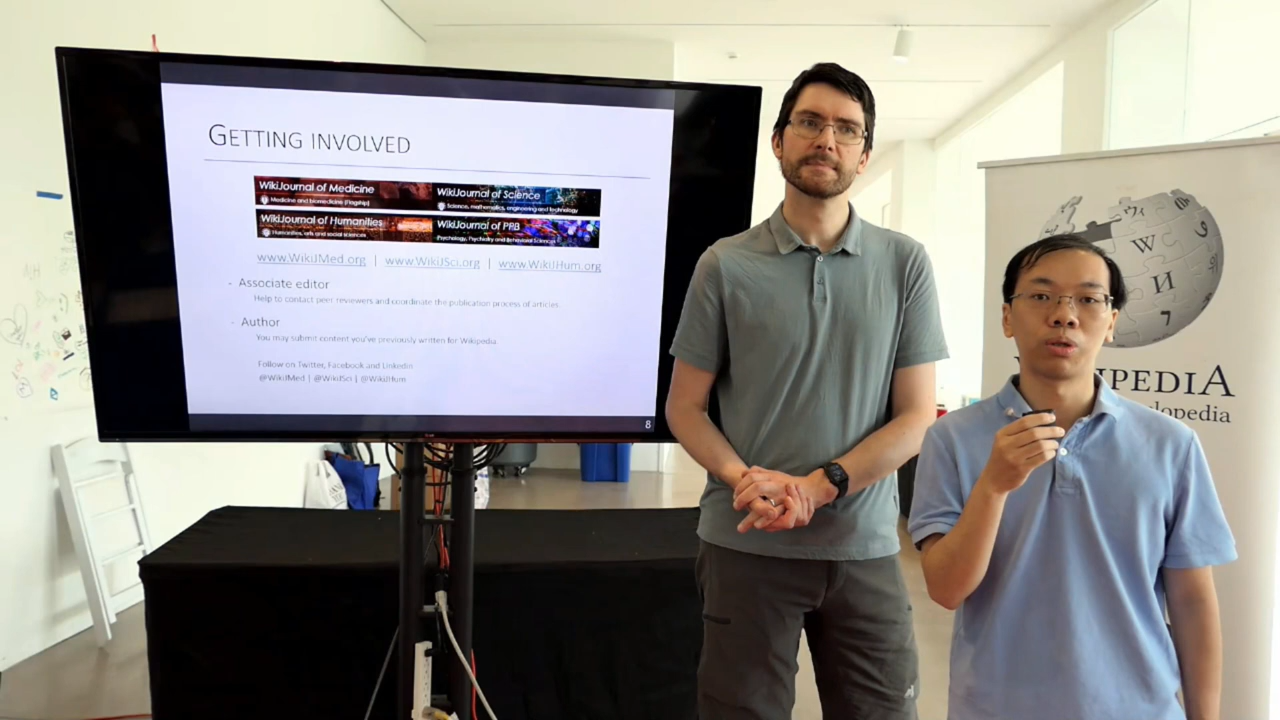 GETTING INVOLVED
WikiJournal of Medicine
Medicine and biomedicine (Flagship)
WikiJournal of Science
Science, mathematics, engineering and technology
WikiJournal of Humanities
Humanities, arts and social sciences
WikiJournal of PPB
Psychology, Psychiatry and Behavioral Sciences
www.WikiJMed.org | www.WikiJSci.org | www.WikiJHum.org
- Associate editor
Help to contact peer reviewers and coordinate the publication process of articles.
- Author
You may submit content you've previously written for Wikipedia.
Follow on Twitter, Facebook and Linkedin
@WikiJMed | @WikiJSci | @WikiJHum
8
W
И
PEDIA
lopedia